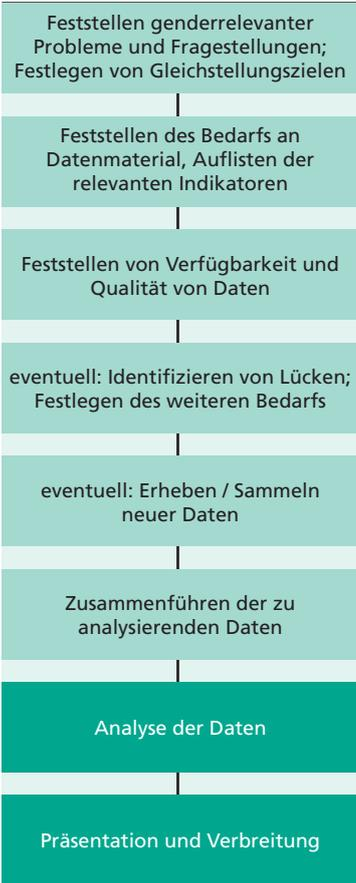 Feststellen genderrelevanter
Probleme und Fragestellungen;
Festlegen von Gleichstellungszielen
Feststellen des Bedarfs an
Datenmaterial, Auflisten der
relevanten Indikatoren
Feststellen von Verfügbarkeit und
Qualität von Daten
eventuell: Identifizieren von Lücken;
Festlegen des weiteren Bedarfs
eventuell: Erheben / Sammeln
neuer Daten
Zusammenführen der zu
analysierenden Daten
Analyse der Daten
Präsentation und Verbreitung